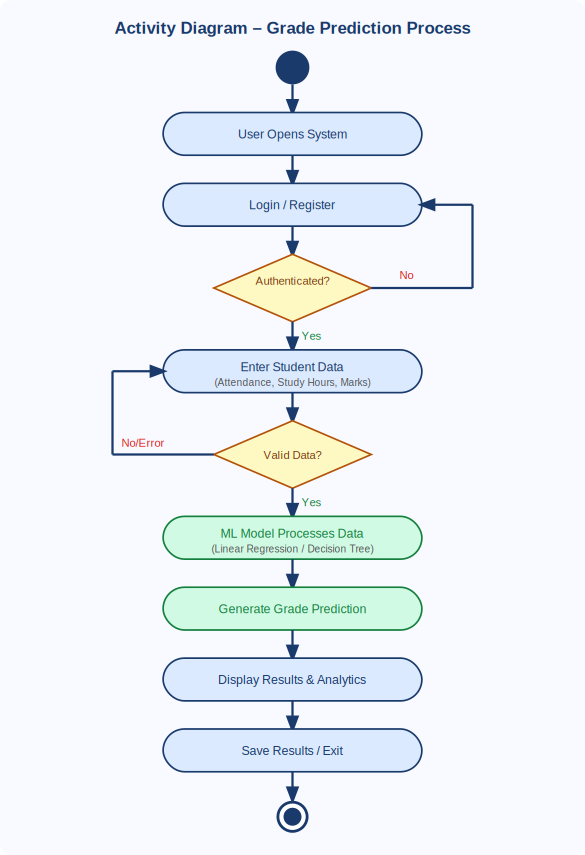 Activity Diagram – Grade Prediction Process
User Opens System
Login / Register
Authenticated?
No
Yes
Enter Student Data
(Attendance, Study Hours, Marks)
No/Error
Valid Data?
Yes
ML Model Processes Data
(Linear Regression / Decision Tree)
Generate Grade Prediction
Display Results & Analytics
Save Results / Exit